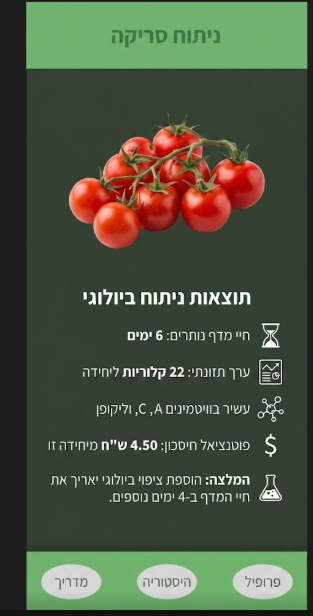 ניתוח סריקה
תוצאות ניתוח ביולוגי
חיי מדף נותרים: 6 ימים
ערך תזונתי: 22 קלוריות ליחידה
עשיר בוויטמינים C ,A, וליקופן
פוטנציאל חיסכון: 4.50 ש"ח מיחידה זו
המלצה: הוספת ציפוי ביולוגי יאריך את
חיי המדף ב-4 ימים נוספים.
פרופיל
היסטוריה
מדריך